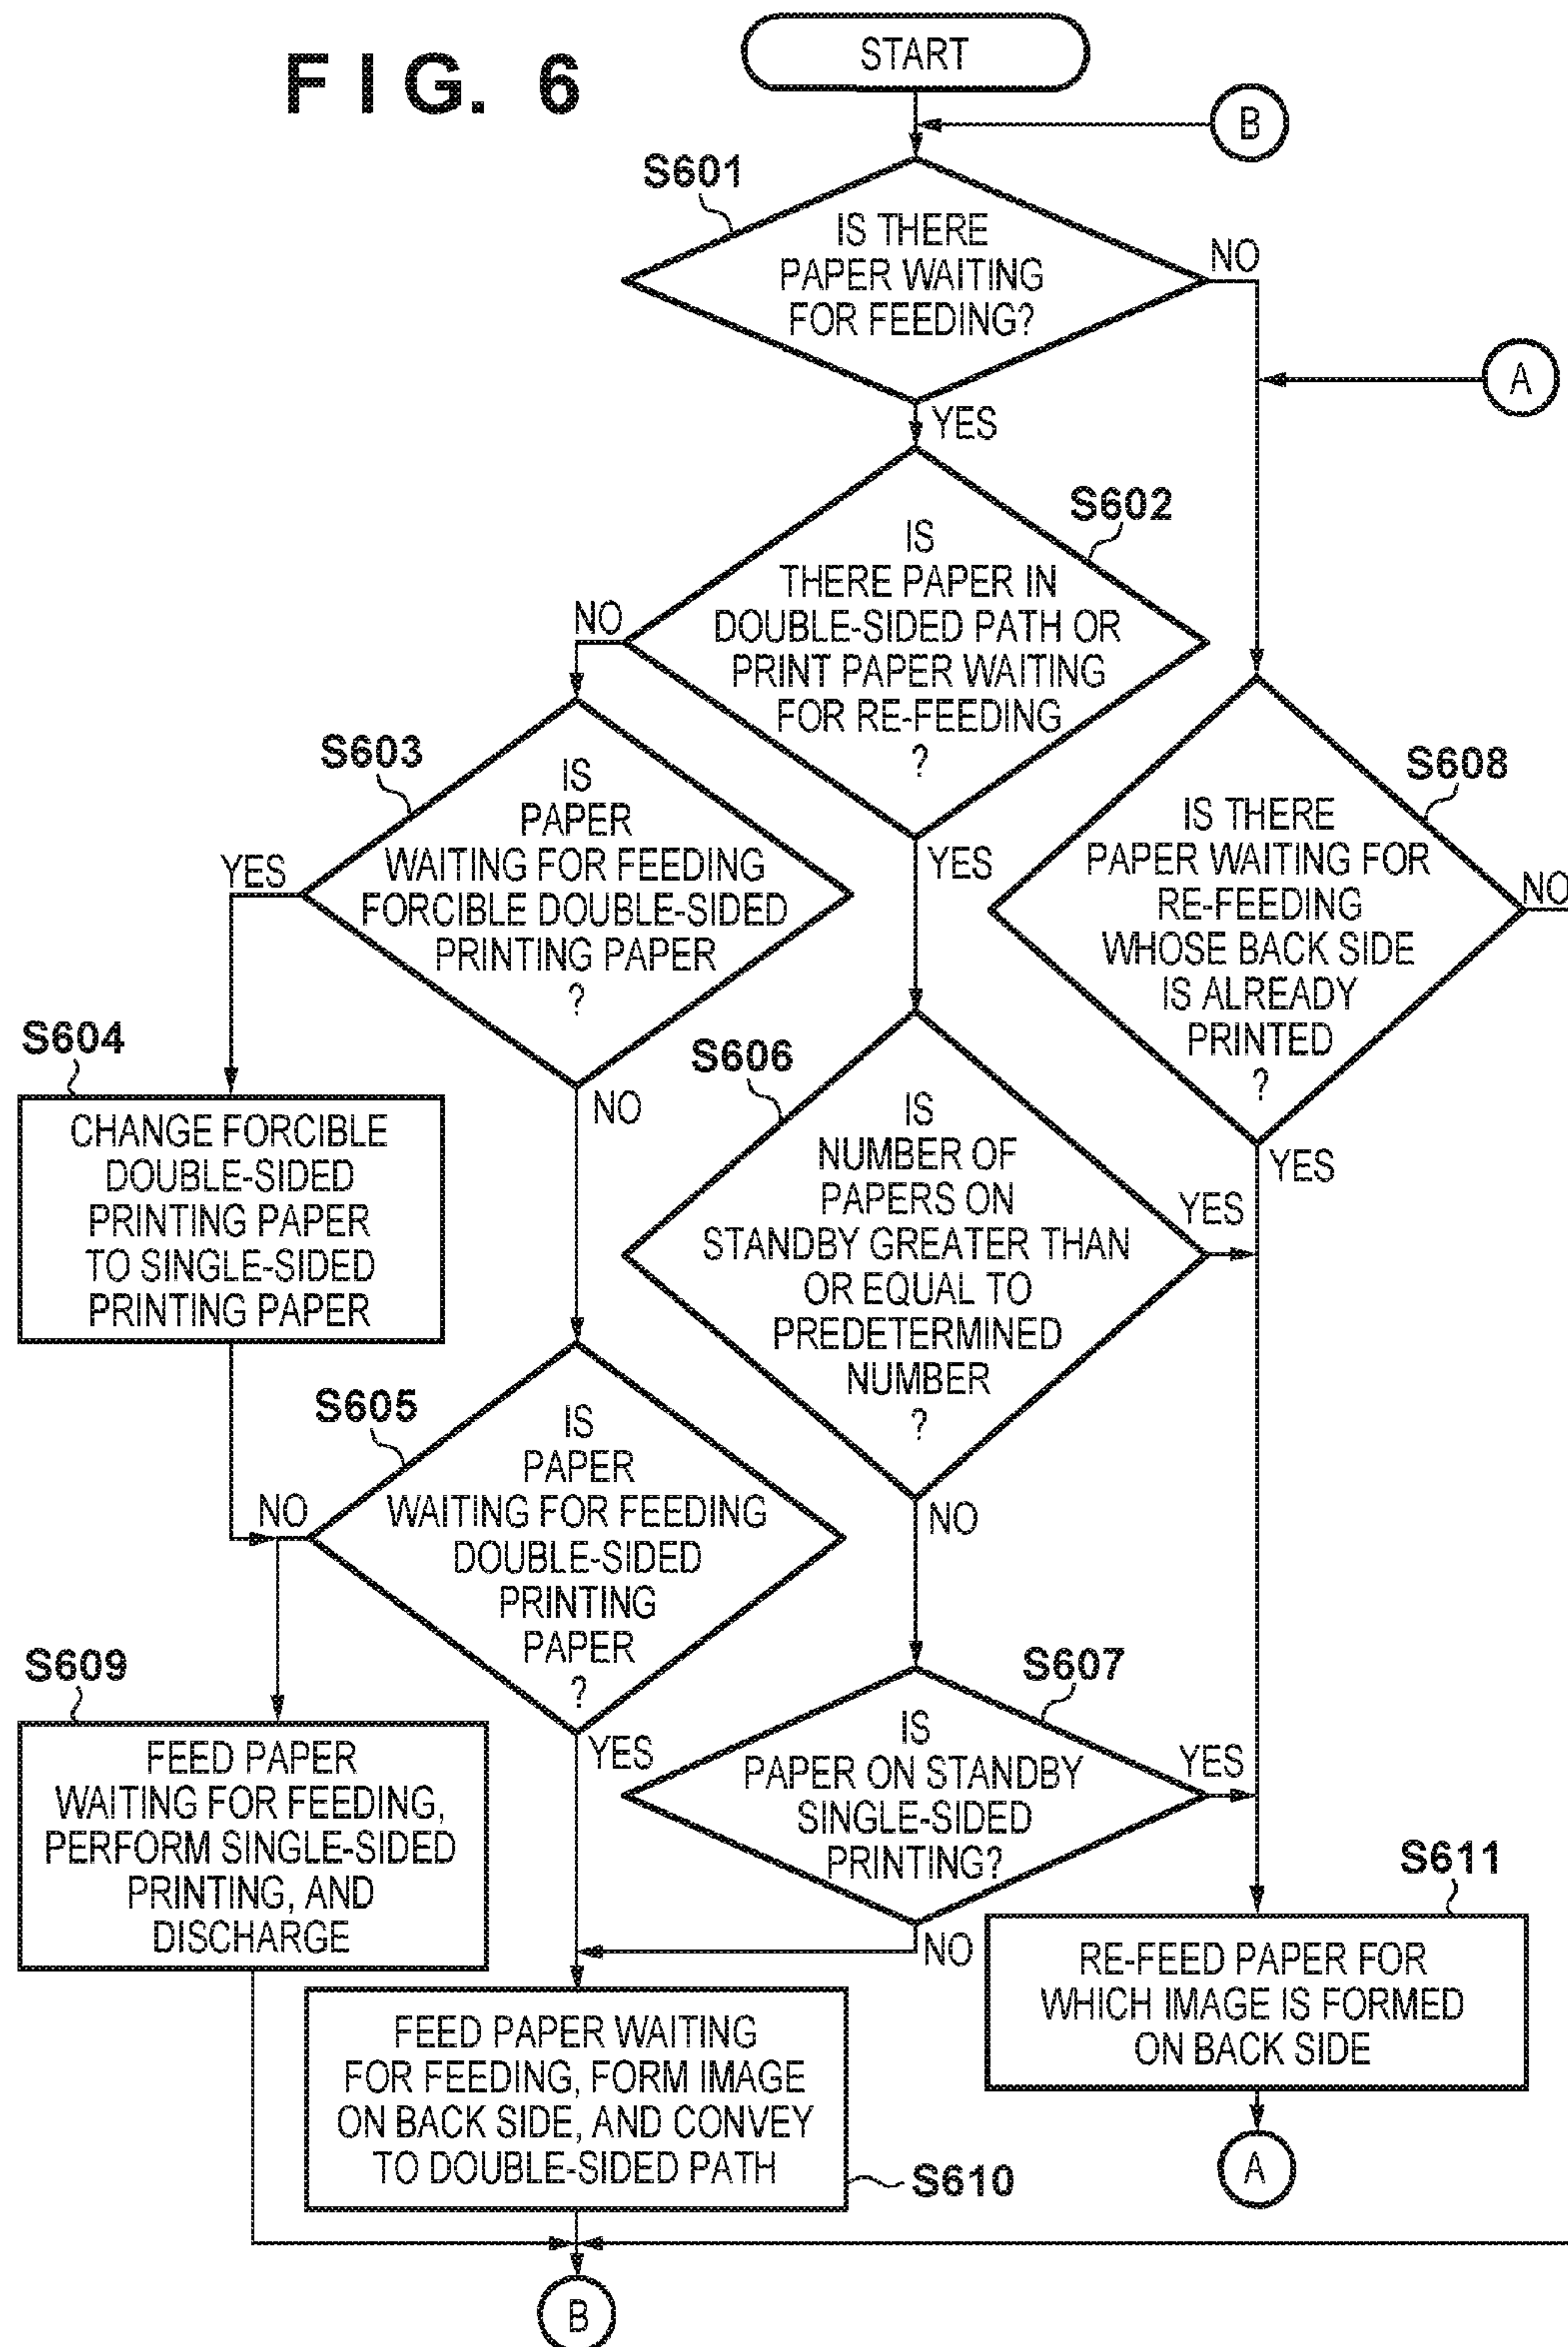 FIG. 6
START
B
S601
IS THERE
PAPER WAITING
FOR FEEDING?
NO
A
YES
S602
IS
THERE PAPER IN
DOUBLE-SIDED PATH OR
PRINT PAPER WAITING
FOR RE-FEEDING
?
NO
YES
S603
IS
PAPER
WAITING FOR FEEDING
FORCIBLE DOUBLE-SIDED
PRINTING PAPER
?
YES
NO
S608
IS THERE
PAPER WAITING FOR
RE-FEEDING
WHOSE BACK SIDE
IS ALREADY
PRINTED
?
NO
YES
S604
CHANGE FORCIBLE
DOUBLE-SIDED
PRINTING PAPER
TO SINGLE-SIDED
PRINTING PAPER
S606
IS
NUMBER OF
PAPERS ON
STANDBY GREATER THAN
OR EQUAL TO
PREDETERMINED
NUMBER
?
YES
NO
S605
IS
PAPER
WAITING FOR FEEDING
DOUBLE-SIDED
PRINTING
PAPER
?
NO
YES
S607
IS
PAPER ON STANDBY
SINGLE-SIDED
PRINTING?
YES
NO
S609
FEED PAPER
WAITING FOR FEEDING,
PERFORM SINGLE-SIDED
PRINTING, AND
DISCHARGE
S611
RE-FEED PAPER FOR
WHICH IMAGE IS FORMED
ON BACK SIDE
A
FEED PAPER WAITING
FOR FEEDING, FORM IMAGE
ON BACK SIDE, AND CONVEY
TO DOUBLE-SIDED PATH
S610
B